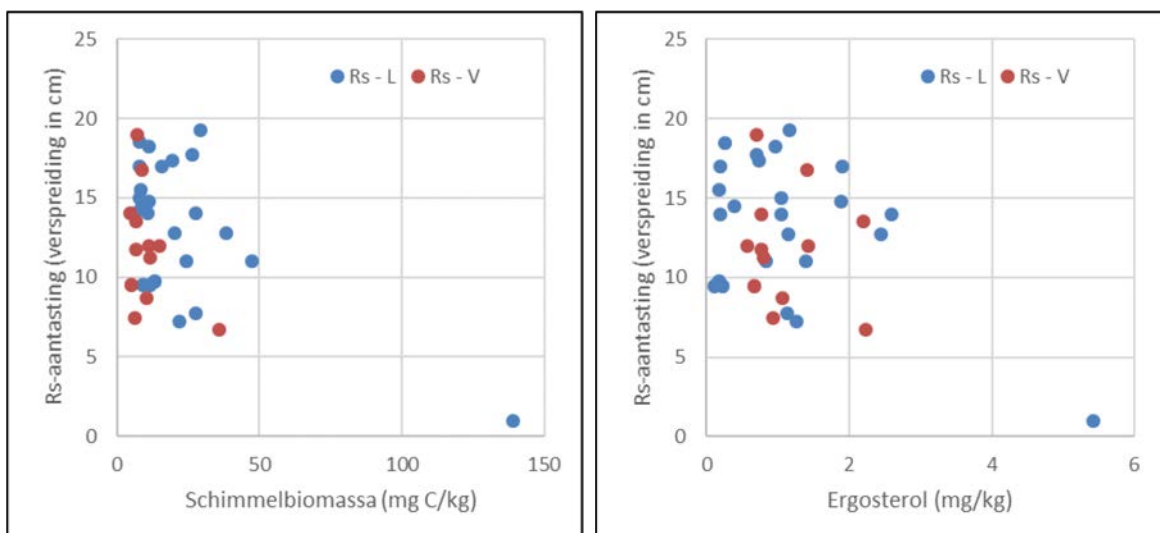 25
20
15
10
5
0
Rs-aantasting (verspreiding in cm)
Rs - L Rs - V
0 50 100 150
Schimmelbiomassa (mg C/kg)
25
20
15
10
5
0
Rs-aantasting (verspreiding in cm)
Rs - L Rs - V
0 2 4 6
Ergosterol (mg/kg)